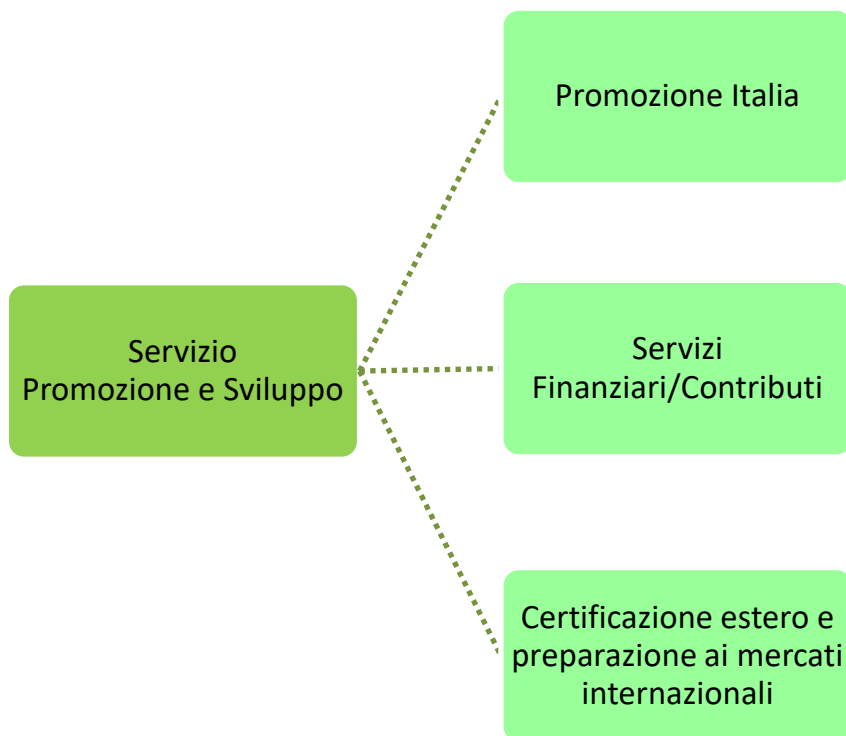 Promozione Italia
Servizio
Promozione e Sviluppo
Servizi
Finanziari/Contributi
Certificazione estero e
preparazione ai mercati
internazionali